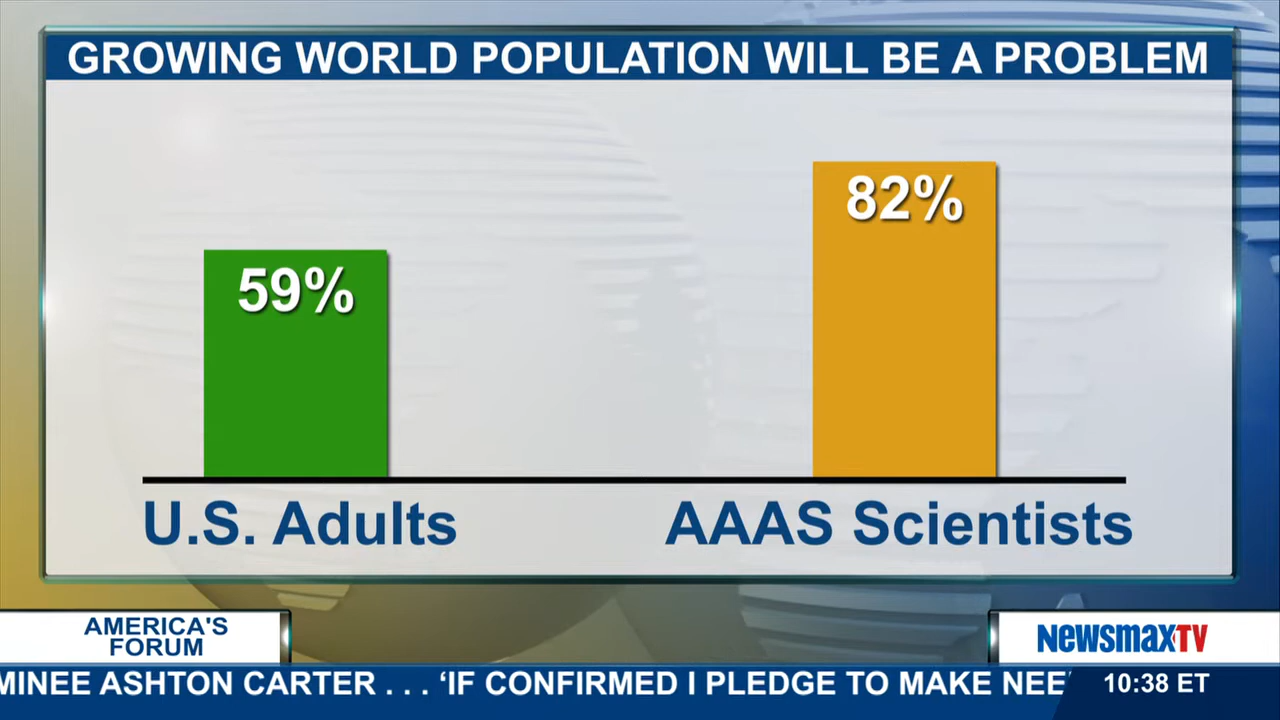 GROWING WORLD POPULATION WILL BE A PROBLEM
59%
82%
U.S. Adults
AAAS Scientists
AMERICA'S
FORUM
NEWSMAXTV
MINEE ASHTON CARTER . . . ‘IF CONFIRMED I PLEDGE TO MAKE NEE
10:38 ET